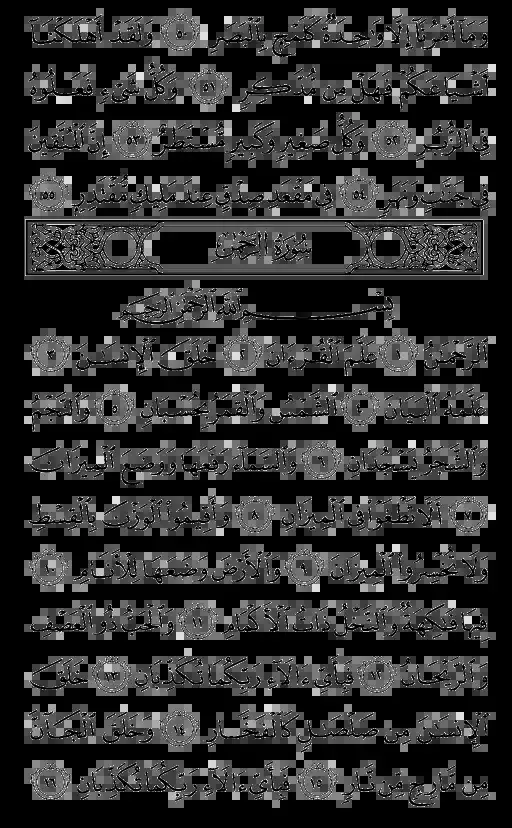 وَمَا أَمْرُنَا إِلَّا وَاحِدَةٌ كَلَمْحٍ بِالْبَصَرِ ٥٠ وَلَقَدْ أَهْلَكْنَا
أَشْيَاعَكُمْ فَهَلْ مِن مُّدَّكِرٍ ٥١ وَكُلُّ شَيْءٍ فَعَلُوهُ
فِي الزُّبُرِ ٥٢ وَكُلُّ صَغِيرٍ وَكَبِيرٍ مُّسْتَطَرٌ ٥٣ إِنَّ الْمُتَّقِينَ
فِي جَنَّاتٍ وَنَهَرٍ ٥٤ فِي مَقْعَدِ صِدْقٍ عِندَ مَلِيكٍ مُّقْتَدِرٍ ٥٥
سُورَةُ الرَّحْمَٰن
بِسْمِ اللَّهِ الرَّحْمَٰنِ الرَّحِيمِ
الرَّحْمَٰنُ ١ عَلَّمَ الْقُرْآنَ ٢ خَلَقَ الْإِنسَانَ ٣
عَلَّمَهُ الْبَيَانَ ٤ الشَّمْسُ وَالْقَمَرُ بِحُسْبَانٍ ٥ وَالنَّجْمُ
وَالشَّجَرُ يَسْجُدَانِ ٦ وَالسَّمَاءَ رَفَعَهَا وَوَضَعَ الْمِيزَانَ
٧ أَلَّا تَطْغَوْا فِي الْمِيزَانِ ٨ وَأَقِيمُوا الْوَزْنَ بِالْقِسْطِ
وَلَا تُخْسِرُوا الْمِيزَانَ ٩ وَالْأَرْضَ وَضَعَهَا لِلْأَنَامِ ١٠
فِيهَا فَاكِهَةٌ وَالنَّخْلُ ذَاتُ الْأَكْمَامِ ١١ وَالْحَبُّ ذُو الْعَصْفِ
وَالرَّيْحَانُ ١٢ فَبِأَيِّ آلَاءِ رَبِّكُمَا تُكَذِّبَانِ ١٣ خَلَقَ
الْإِنسَانَ مِن صَلْصَالٍ كَالْفَخَّارِ ١٤ وَخَلَقَ الْجَانَّ
مِن مَّارِجٍ مِّن نَّارٍ ١٥ فَبِأَيِّ آلَاءِ رَبِّكُمَا تُكَذِّبَانِ ١٦